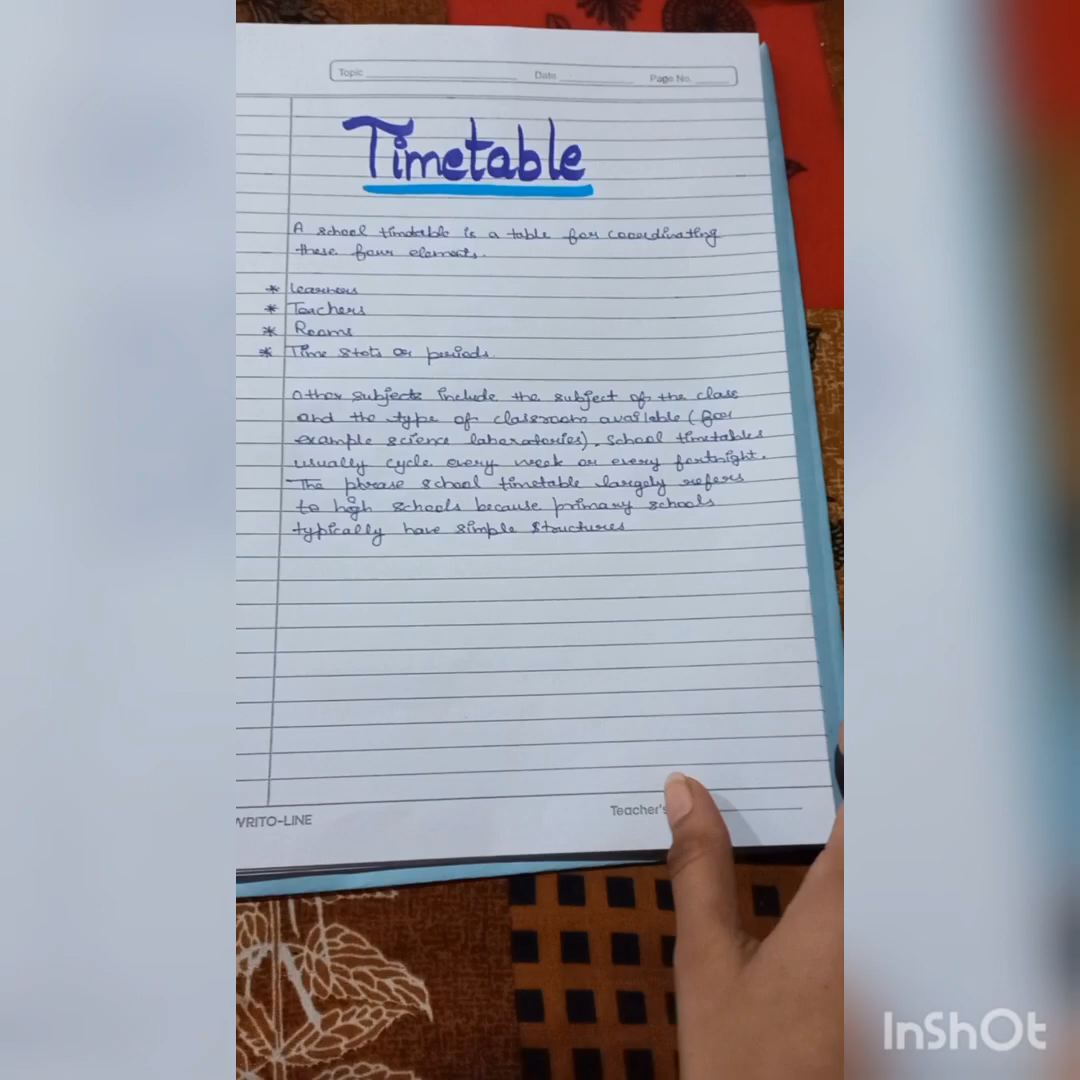 Topic Date Page No.
Timetable
A school timetable is a table for coordinating
these four elements.
* Learners
* Teachers
* Rooms
* Time slots or periods.
Other subjects include the subject of the class
and the type of classroom available (for
example science laboratories). School timetables
usually cycle every week or every fortnight.
The phrase school timetable largely refers
to high schools because primary schools
typically have simple structures
WRITO-LINE
Teacher's
InShOt